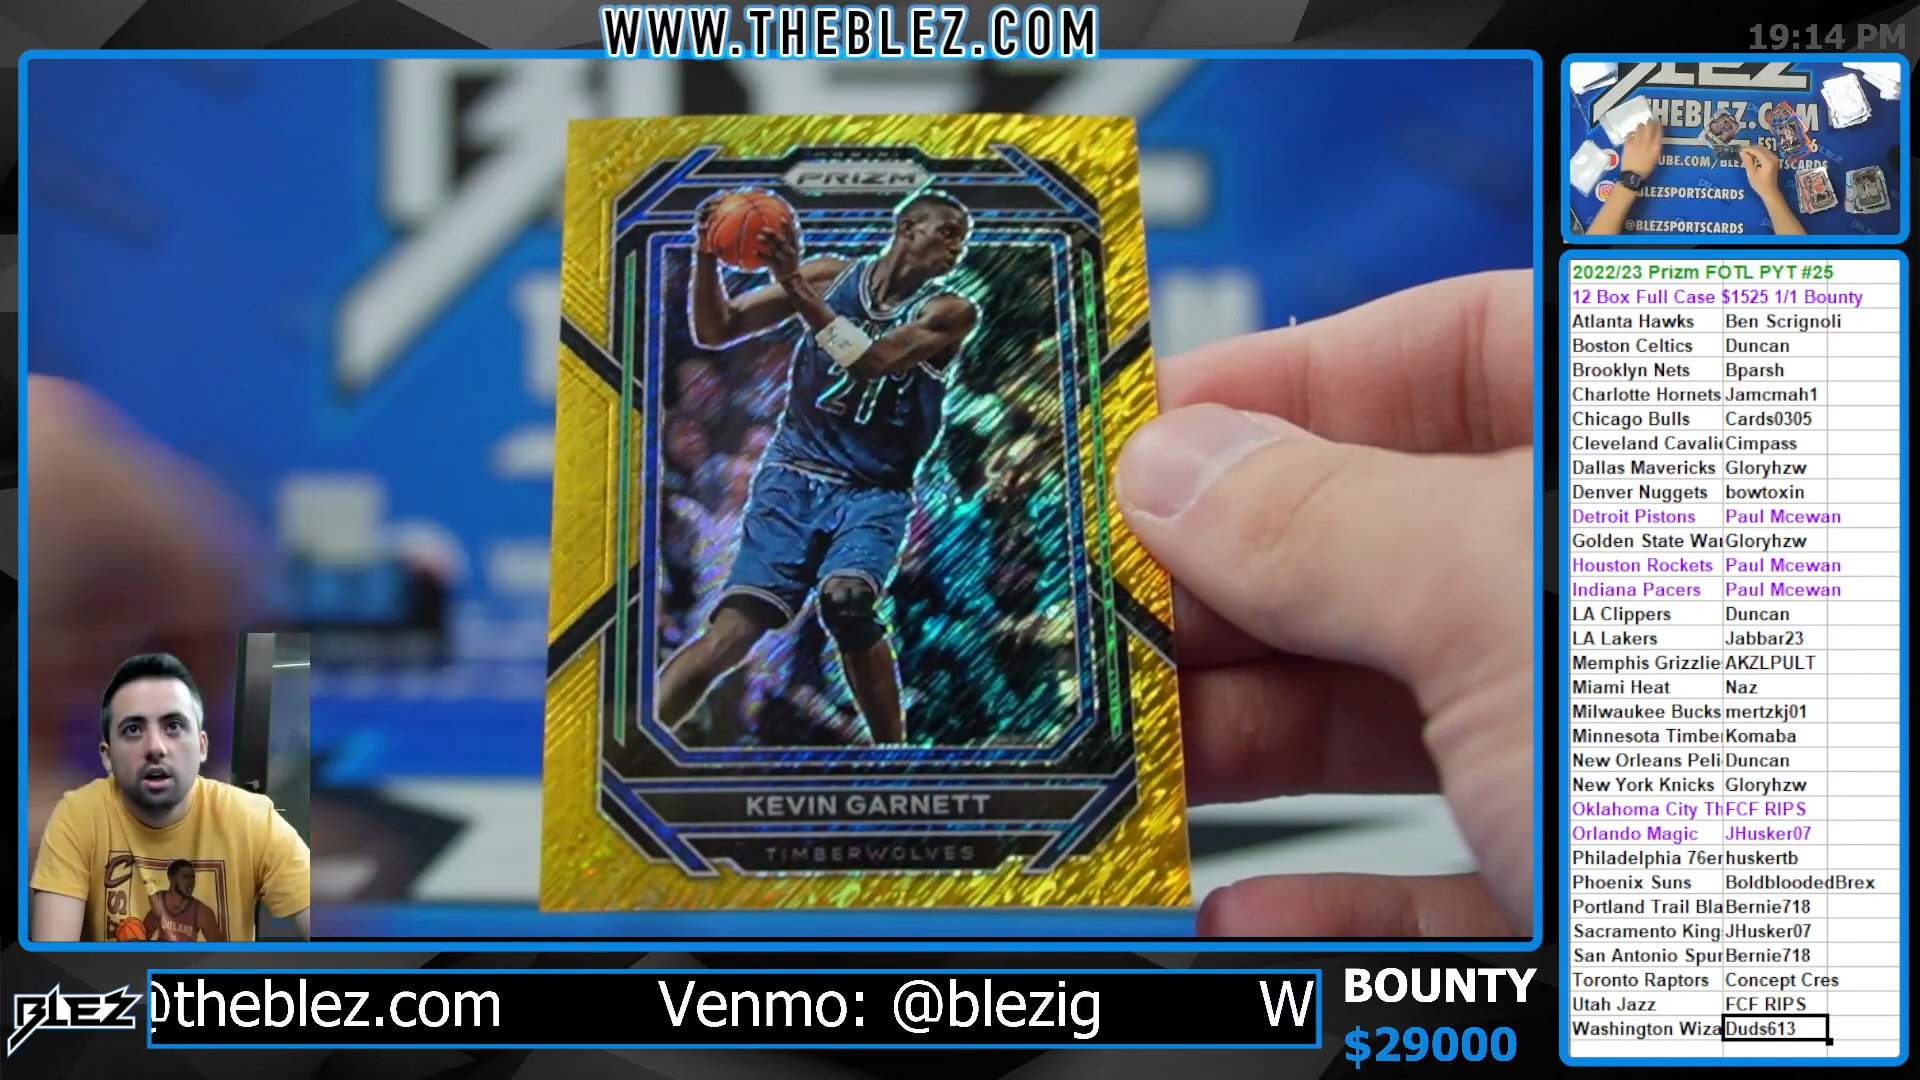 WWW.THEBLEZ.COM
19:14 PM
PRIZM
21
KEVIN GARNETT
TIMBERWOLVES
BLEZ
THEBLEZ.COM
@BLEZSPORTSCARDS
2022/23 Prizm FOTL PYT #25
12 Box Full Case $1525 1/1 Bounty
Atlanta Hawks Ben Scrignoli
Boston Celtics Duncan
Brooklyn Nets Bparsh
Charlotte Hornets Jamcmah1
Chicago Bulls Cards0305
Cleveland Cavali Cimpass
Dallas Mavericks Gloryhzw
Denver Nuggets bowtoxin
Detroit Pistons Paul Mcewan
Golden State War Gloryhzw
Houston Rockets Paul Mcewan
Indiana Pacers Paul Mcewan
LA Clippers Duncan
LA Lakers Jabbar23
Memphis Grizzlie AKZLPULT
Miami Heat Naz
Milwaukee Bucks mertzkj01
Minnesota Timbe Komaba
New Orleans Peli Duncan
New York Knicks Gloryhzw
Oklahoma City Th FCF RIPS
Orlando Magic JHusker07
Philadelphia 76er huskertb
Phoenix Suns BoldbloodedBrex
Portland Trail Bla Bernie718
Sacramento King JHusker07
San Antonio Spur Bernie718
Toronto Raptors Concept Cres
Utah Jazz FCF RIPS
Washington Wiza Duds613
BLEZ
@theblez.com Venmo: @blezig W
BOUNTY
$29000